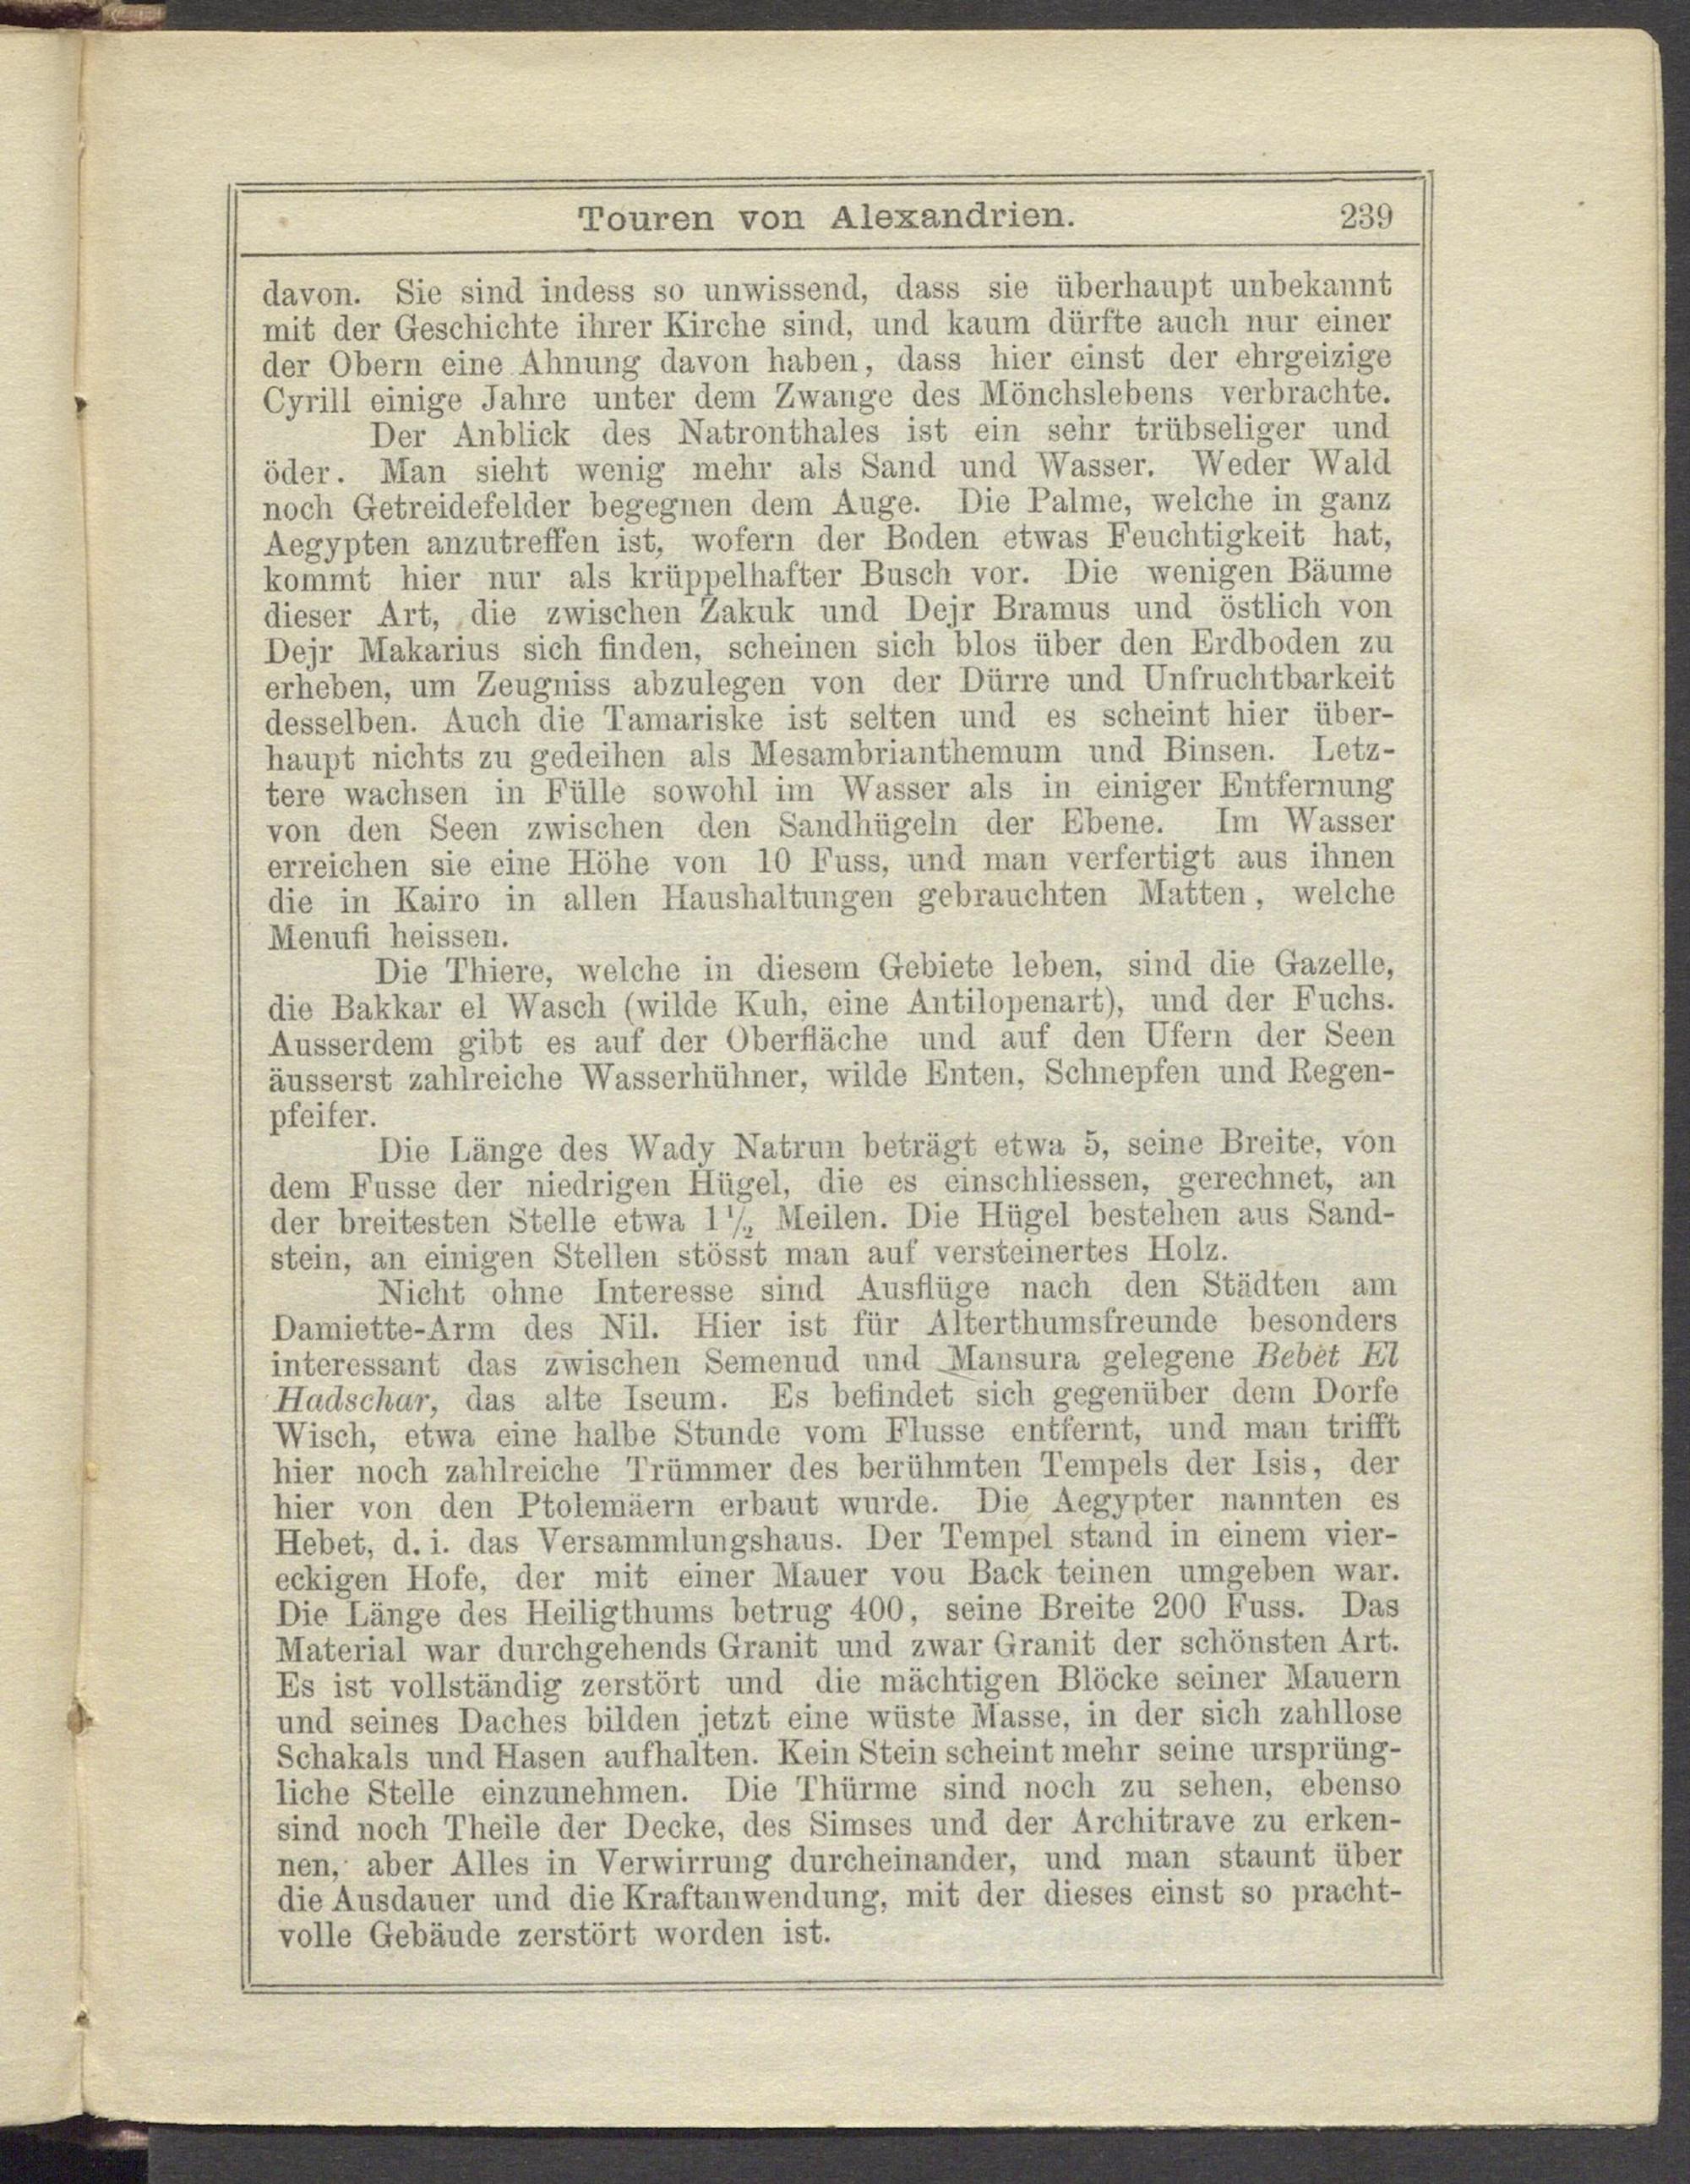 Touren von Alexandrien. 239
davon. Sie sind indess so unwissend, dass sie überhaupt unbekannt
mit der Geschichte ihrer Kirche sind, und kaum dürfte auch nur einer
der Obern eine Ahnung davon haben, dass hier einst der ehrgeizige
Cyrill einige Jahre unter dem Zwange des Mönchslebens verbrachte.
Der Anblick des Natronthales ist ein sehr trübseliger und
öder. Man sieht wenig mehr als Sand und Wasser. Weder Wald
noch Getreidefelder begegnen dem Auge. Die Palme, welche in ganz
Aegypten anzutreffen ist, wofern der Boden etwas Feuchtigkeit hat,
kommt hier nur als krüppelhafter Busch vor. Die wenigen Bäume
dieser Art, die zwischen Zakuk und Dejr Bramus und östlich von
Dejr Makarius sich finden, scheinen sich blos über den Erdboden zu
erheben, um Zeugniss abzulegen von der Dürre und Unfruchtbarkeit
desselben. Auch die Tamariske ist selten und es scheint hier über-
haupt nichts zu gedeihen als Mesambrianthemum und Binsen. Letz-
tere wachsen in Fülle sowohl im Wasser als in einiger Entfernung
von den Seen zwischen den Sandhügeln der Ebene. Im Wasser
erreichen sie eine Höhe von 10 Fuss, und man verfertigt aus ihnen
die in Kairo in allen Haushaltungen gebrauchten Matten, welche
Menufi heissen.
Die Thiere, welche in diesem Gebiete leben, sind die Gazelle,
die Bakkar el Wasch (wilde Kuh, eine Antilopenart), und der Fuchs.
Ausserdem gibt es auf der Oberfläche und auf den Ufern der Seen
äusserst zahlreiche Wasserhühner, wilde Enten, Schnepfen und Regen-
pfeifer.
Die Länge des Wady Natrun beträgt etwa 5, seine Breite, von
dem Fusse der niedrigen Hügel, die es einschliessen, gerechnet, an
der breitesten Stelle etwa 1½ Meilen. Die Hügel bestehen aus Sand-
stein, an einigen Stellen stösst man auf versteinertes Holz.
Nicht ohne Interesse sind Ausflüge nach den Städten am
Damiette-Arm des Nil. Hier ist für Alterthumsfreunde besonders
interessant das zwischen Semenud und Mansura gelegene Bebèt El
Hadschar, das alte Iseum. Es befindet sich gegenüber dem Dorfe
Wisch, etwa eine halbe Stunde vom Flusse entfernt, und man trifft
hier noch zahlreiche Trümmer des berühmten Tempels der Isis, der
hier von den Ptolemäern erbaut wurde. Die Aegypter nannten es
Hebet, d. i. das Versammlungshaus. Der Tempel stand in einem vier-
eckigen Hofe, der mit einer Mauer vou Back teinen umgeben war.
Die Länge des Heiligthums betrug 400, seine Breite 200 Fuss. Das
Material war durchgehends Granit und zwar Granit der schönsten Art.
Es ist vollständig zerstört und die mächtigen Blöcke seiner Mauern
und seines Daches bilden jetzt eine wüste Masse, in der sich zahllose
Schakals und Hasen aufhalten. Kein Stein scheint mehr seine ursprüng-
liche Stelle einzunehmen. Die Thürme sind noch zu sehen, ebenso
sind noch Theile der Decke, des Simses und der Architrave zu erken-
nen, aber Alles in Verwirrung durcheinander, und man staunt über
die Ausdauer und die Kraftanwendung, mit der dieses einst so pracht-
volle Gebäude zerstört worden ist.